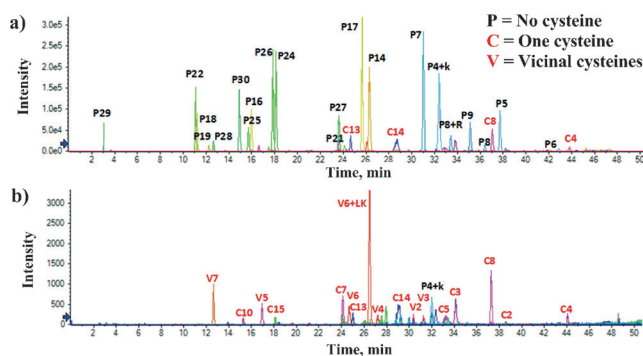 a)
P = No cysteine
C = One cysteine
V = Vicinal cysteines
Intensity
3.0e5
2.0e5
1.0e5
0.0e0
P29
P22
P18
P19
P28
P30
P16
P25
P26
P24
P27
P21
C13
P17
P14
C14
P7
P4+k
P8+R
P9
P8
C8
P5
P6
C4
2 4 6 8 10 12 14 16 18 20 22 24 26 28 30 32 34 36 38 40 42 44 46 48 50
Time, min
b)
Intensity
3000
2500
2000
1500
1000
500
0
V7
C10
V5
C15
C7
V6
C13
V6+LK
V4
C14
V2
V3
P4+k
C5
C3
C8
C2
C4
2 4 6 8 10 12 14 16 18 20 22 24 26 28 30 32 34 36 38 40 42 44 46 48 50
Time, min